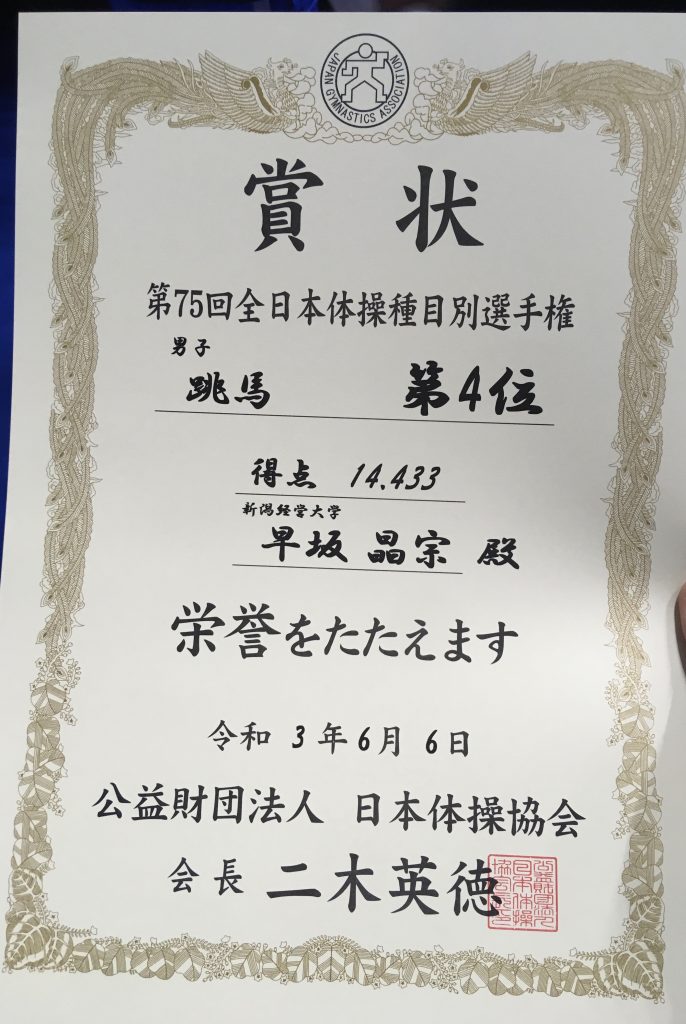 JAPAN GYMNASTICS ASSOCIATION
賞 状
第75回全日本体操種目別選手権
男子
跳馬 第4位
得点 14.433
新潟経営大学
早坂 晶宗 殿
栄誉をたたえます
令和 3年6月 6日
公益財団法人 日本体操協会
会長 二木英徳